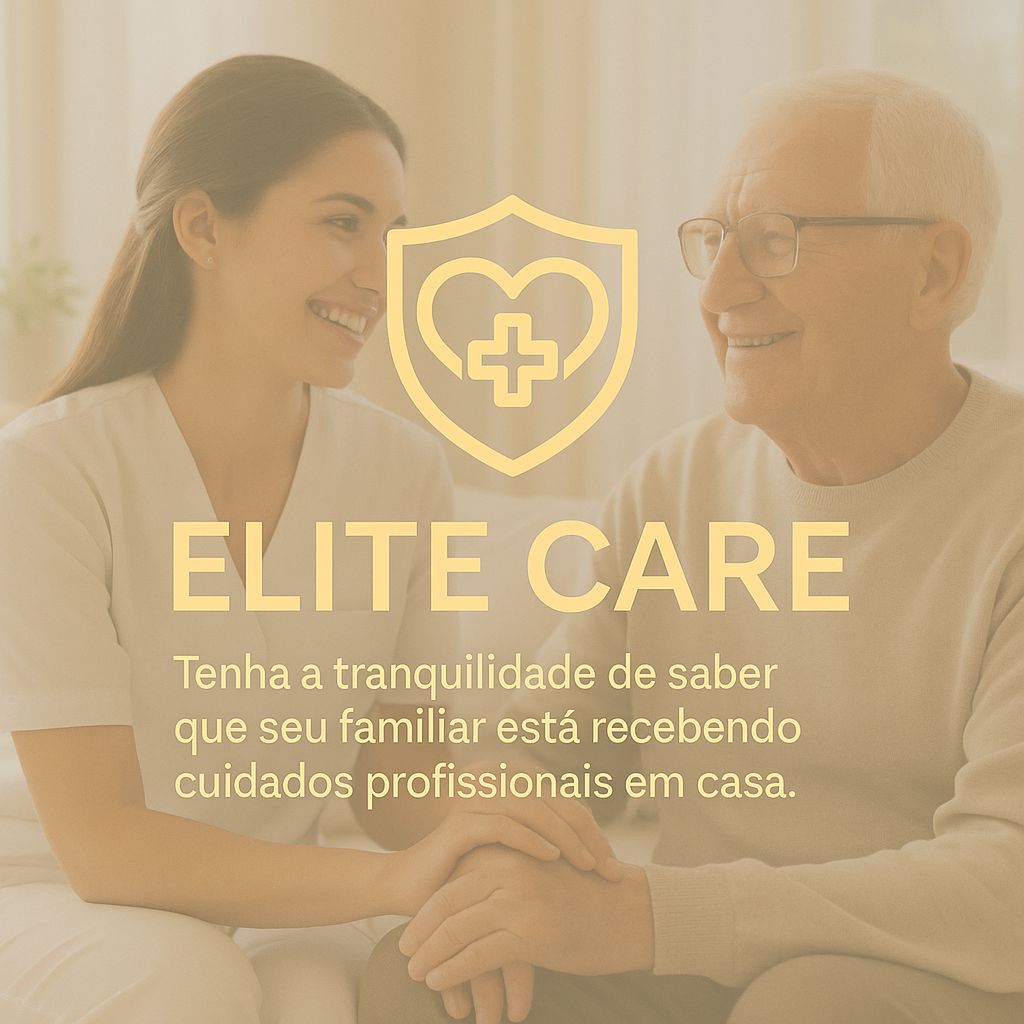 ELITE CARE
Tenha a tranquilidade de saber
que seu familiar está recebendo
cuidados profissionais em casa.